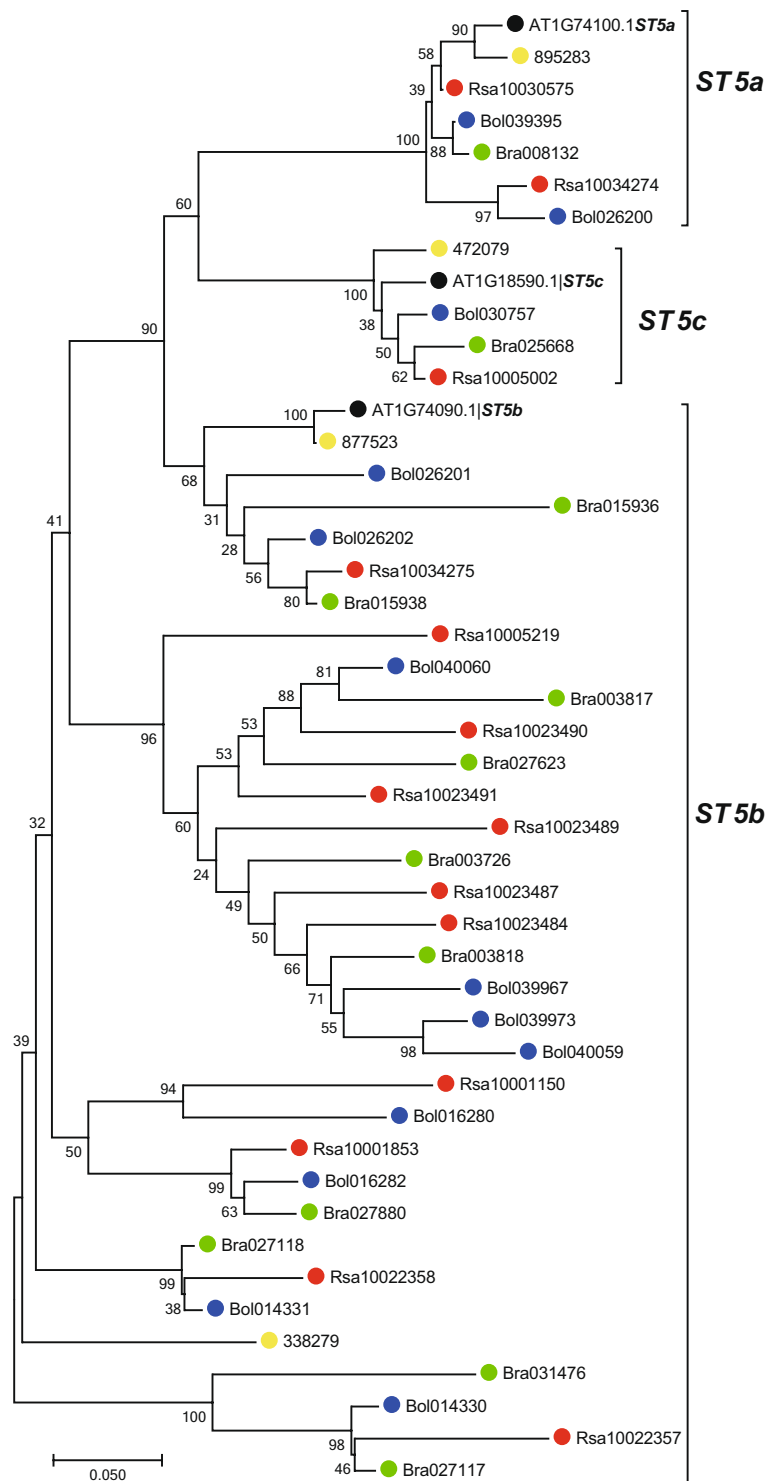 AT1G74100.1ST5a
90
895283
58
ST5a
39
Rsa10030575
Bol039395
100
88
Bra008132
Rsa10034274
97
Bol026200
60
472079
AT1G18590.1|ST5c
100
Bol030757
38
ST5c
90
50
Bra025668
62
Rsa10005002
AT1G74090.1|ST5b
100
877523
68
Bol026201
31
Bra015936
41
28
Bol026202
56
Rsa10034275
80
Bra015938
Rsa10005219
Bol040060
81
88
Bra003817
53
Rsa10023490
96
53
Bra027623
Rsa10023491
60
ST5b
32
Rsa10023489
24
Bra003726
49
Rsa10023487
50
Rsa10023484
66
Bra003818
71
Bol039967
55
Bol039973
39
98
Bol040059
94
Rsa10001150
Bol016280
50
Rsa10001853
99
Bol016282
63
Bra027880
Bra027118
99
Rsa10022358
38
Bol014331
338279
Bra031476
100
Bol014330
98
Rsa10022357
46
Bra027117
0.050